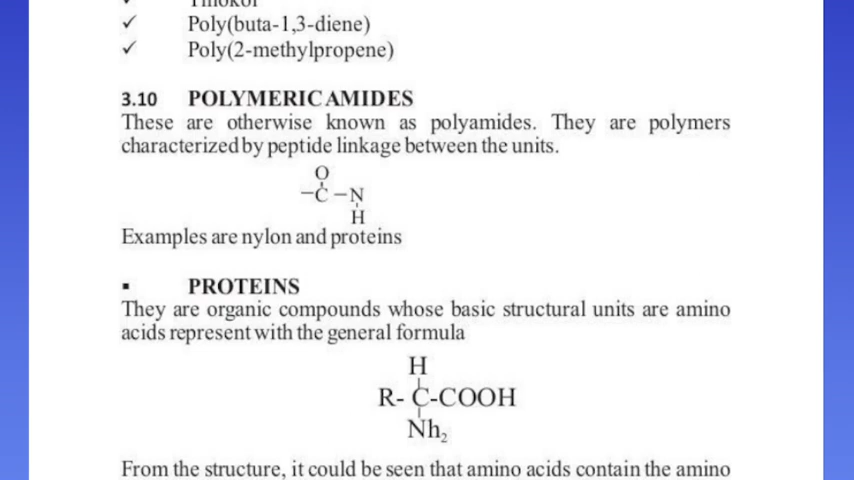 ✓ Poly(buta-1,3-diene)
✓ Poly(2-methylpropene)
3.10 POLYMERIC AMIDES
These are otherwise known as polyamides. They are polymers
characterized by peptide linkage between the units.
O
–C –N
H
Examples are nylon and proteins
▪ PROTEINS
They are organic compounds whose basic structural units are amino
acids represent with the general formula
H
R- C-COOH
Nh₂
From the structure, it could be seen that amino acids contain the amino